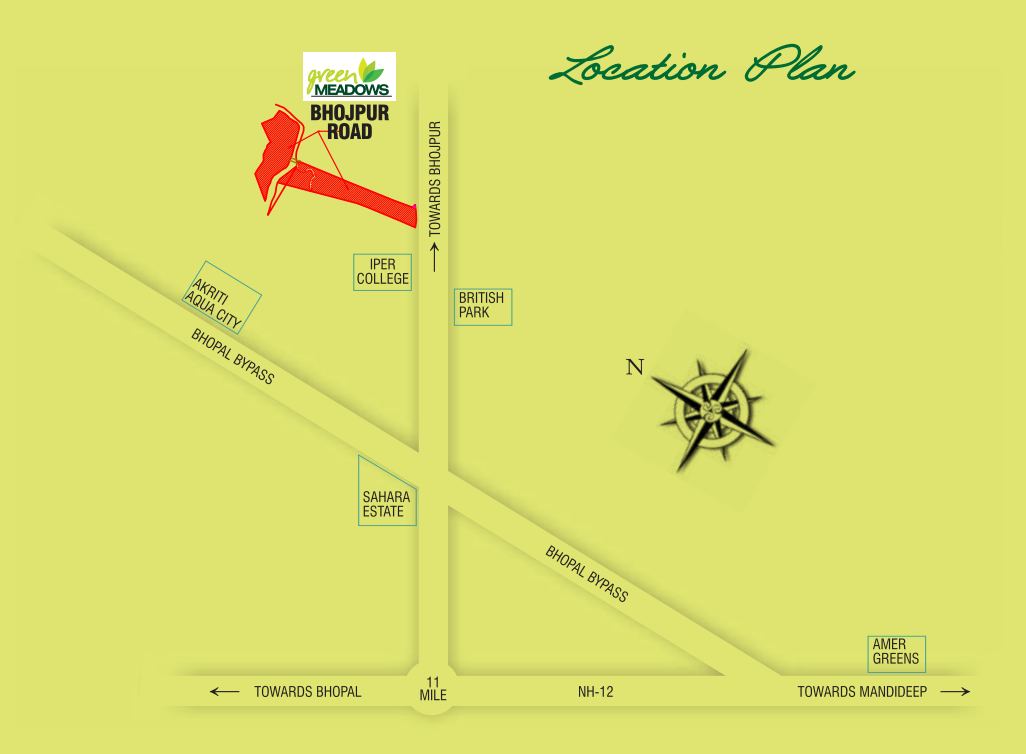 Location Plan
green
MEADOWS
BHOJPUR
ROAD
TOWARDS BHOJPUR
IPER
COLLEGE
BRITISH
PARK
AKRITI
AQUA CITY
BHOPAL BYPASS
N
SAHARA
ESTATE
BHOPAL BYPASS
AMER
GREENS
TOWARDS BHOPAL
11
MILE
NH-12
TOWARDS MANDIDEEP